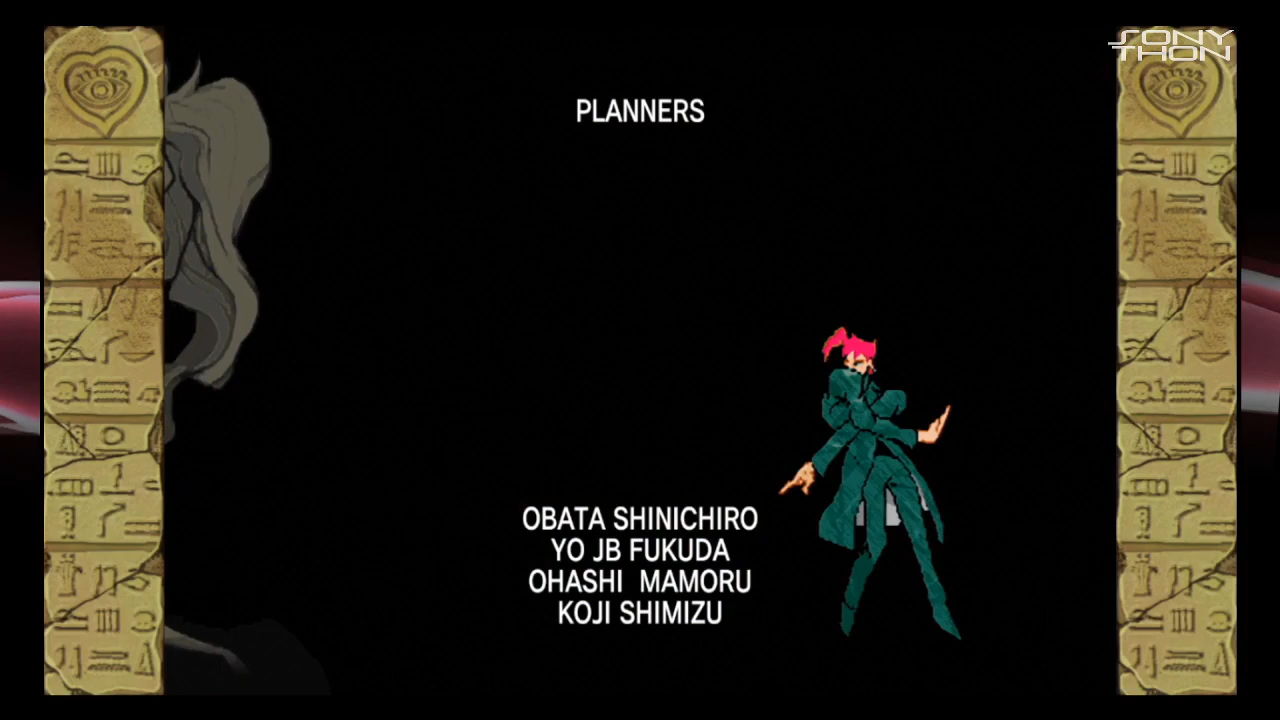 SONY
THON
PLANNERS
OBATA SHINICHIRO
YO JB FUKUDA
OHASHI MAMORU
KOJI SHIMIZU